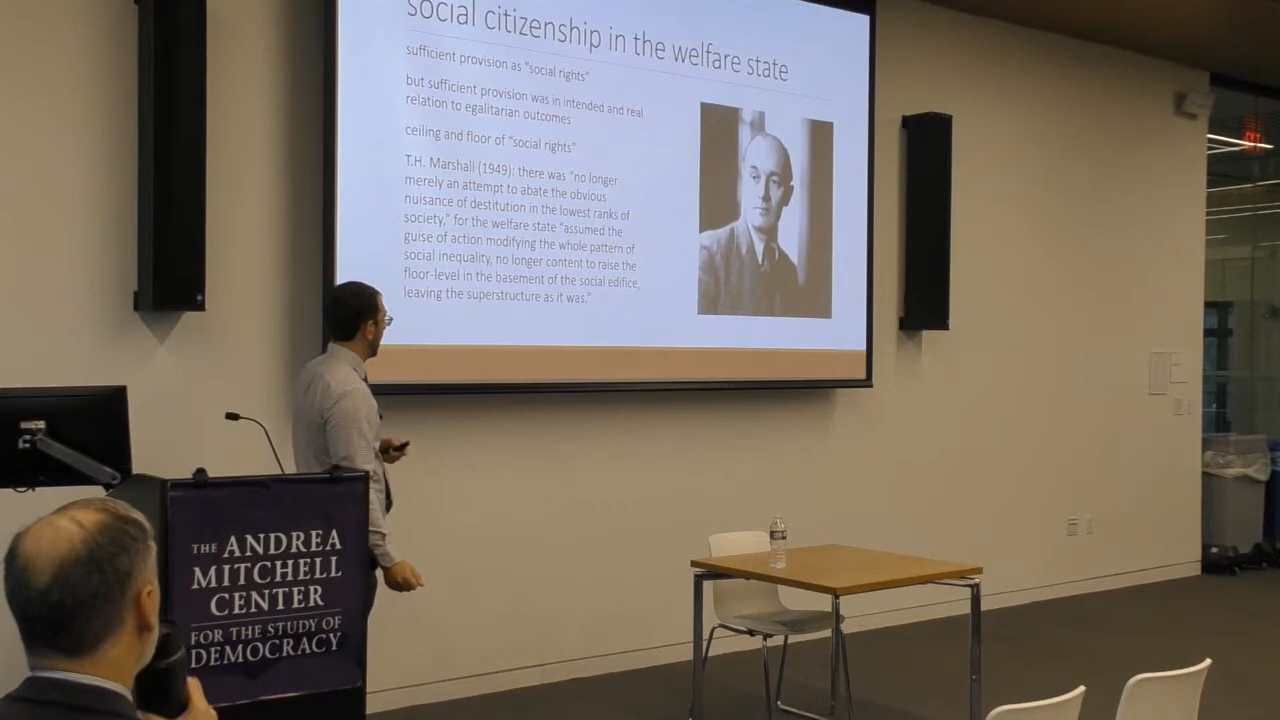 social citizenship in the welfare state
sufficient provision as "social rights"
but sufficient provision was in intended and real
relation to egalitarian outcomes
ceiling and floor of "social rights"
T.H. Marshall (1949): there was "no longer
merely an attempt to abate the obvious
nuisance of destitution in the lowest ranks of
society," for the welfare state "assumed the
guise of action modifying the whole pattern of
social inequality, no longer content to raise the
floor-level in the basement of the social edifice,
leaving the superstructure as it was."
THE ANDREA
MITCHELL
CENTER
FOR THE STUDY OF
DEMOCRACY